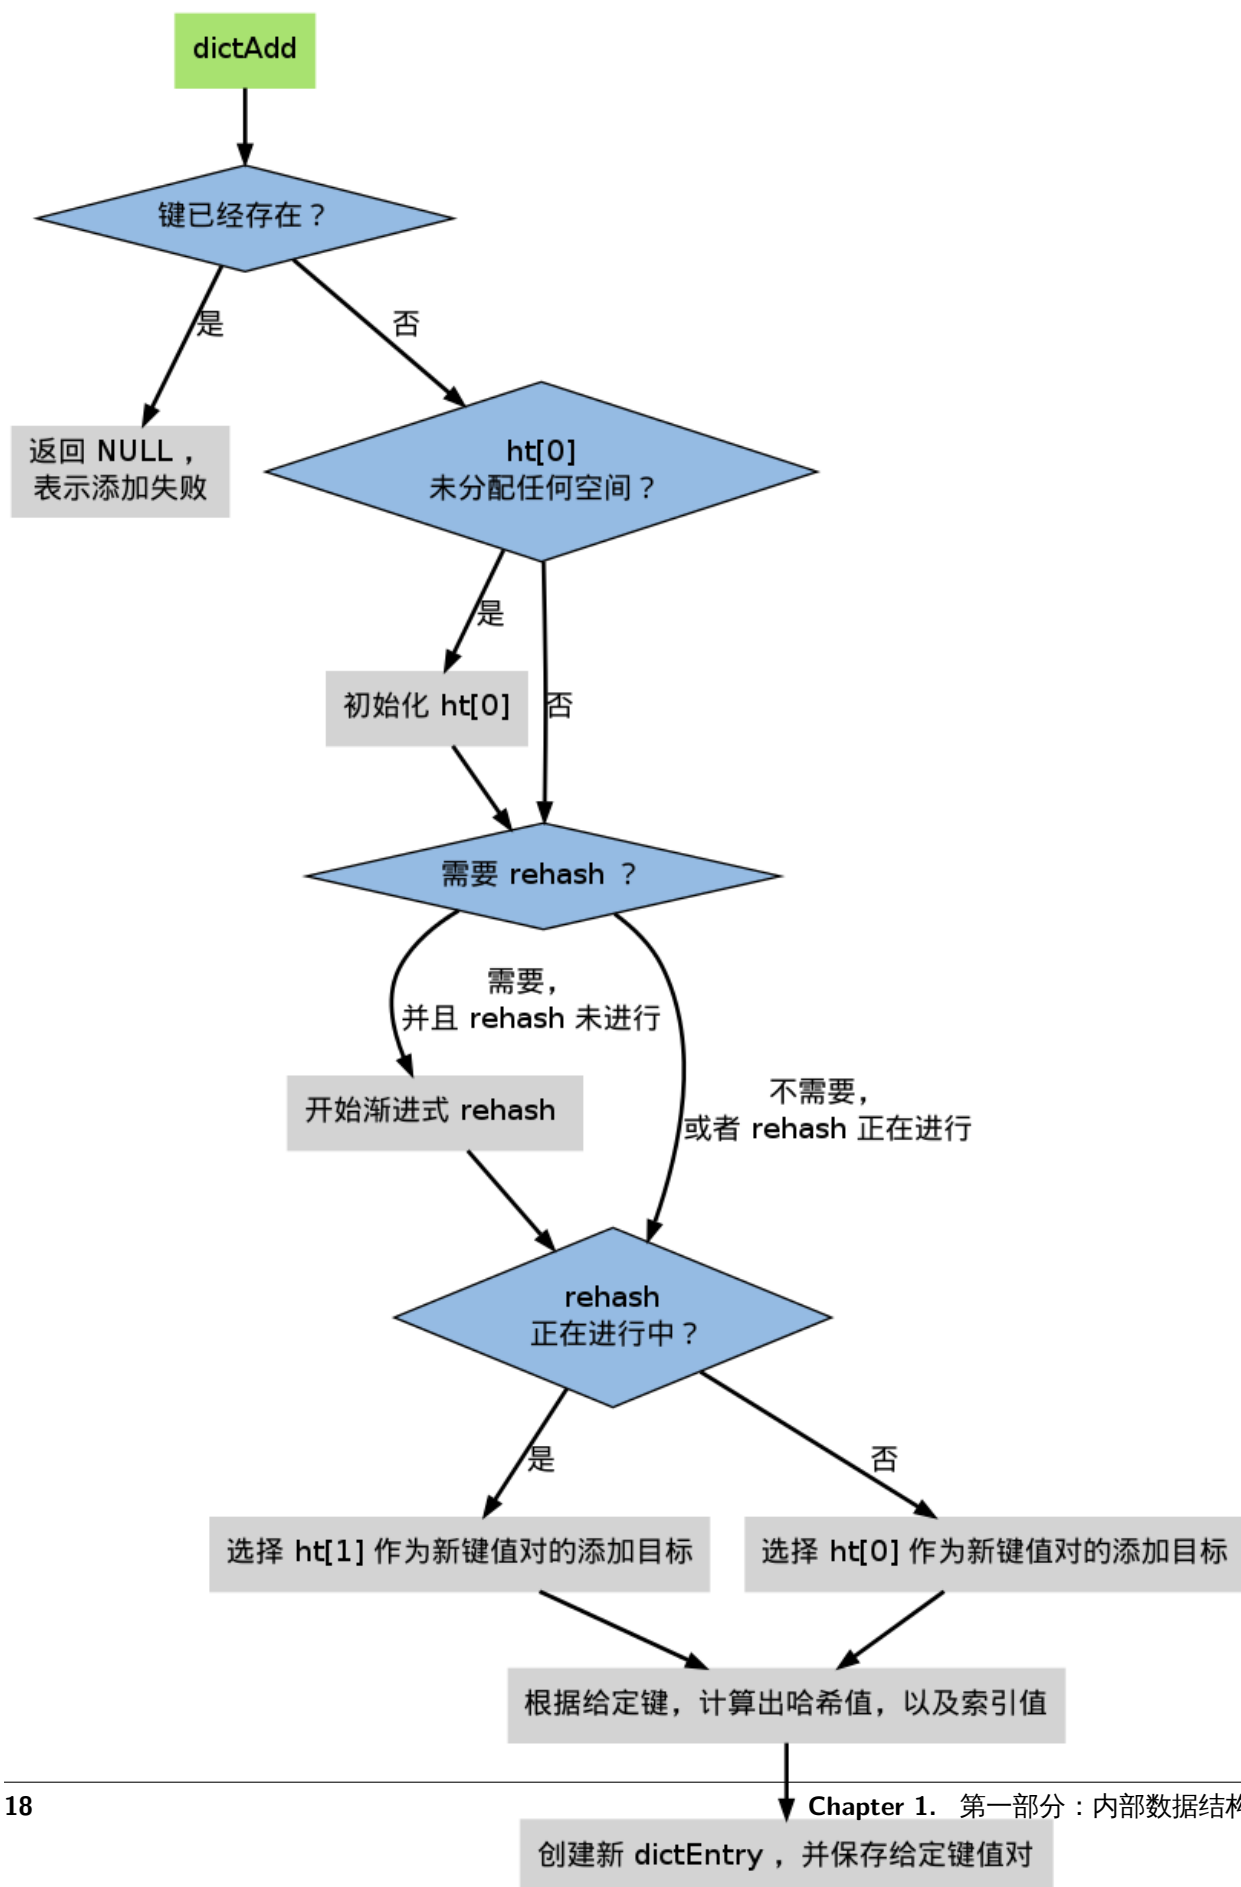 dictAdd
键已经存在？
是
否
返回 NULL ，
表示添加失败
ht[0]
未分配任何空间？
是
初始化 ht[0]
否
需要 rehash ？
需要，
并且 rehash 未进行
开始渐进式 rehash
不需要，
或者 rehash 正在进行
rehash
正在进行中？
是
否
选择 ht[1] 作为新键值对的添加目标
选择 ht[0] 作为新键值对的添加目标
根据给定键，计算出哈希值，以及索引值
18
Chapter 1. 第一部分：内部数据结构
创建新 dictEntry ，并保存给定键值对